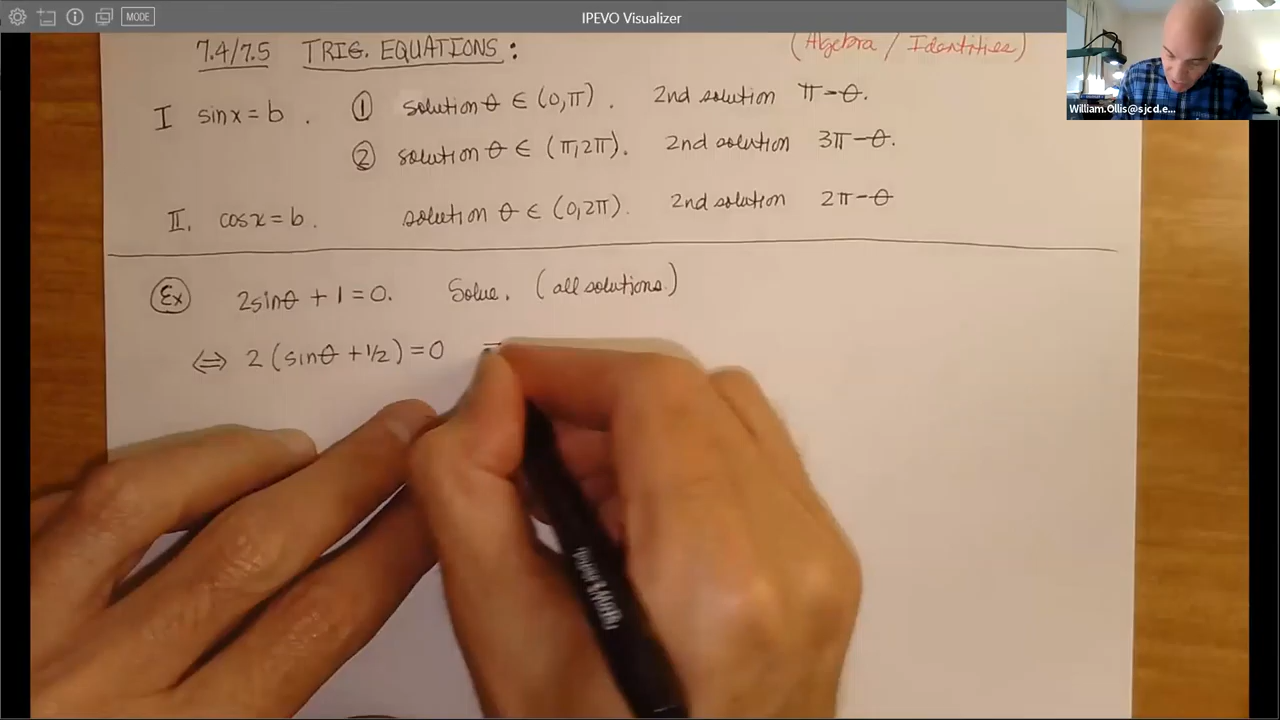 MODE
IPEVO Visualizer
7.4/7.5 TRIG. EQUATIONS : (Algebra / Identities)
I sinx = b . ① solution θ ∈ (0,π) . 2nd solution π-θ.
② solution θ ∈ (π,2π). 2nd solution 3π-θ.
II. cosx = b . solution θ ∈ (0,2π). 2nd solution 2π-θ
Ex 2sinθ + 1 = 0. Solve. (all solutions.)
⇔ 2 (sinθ + 1/2) = 0
William.Ollis@sjcd.e...